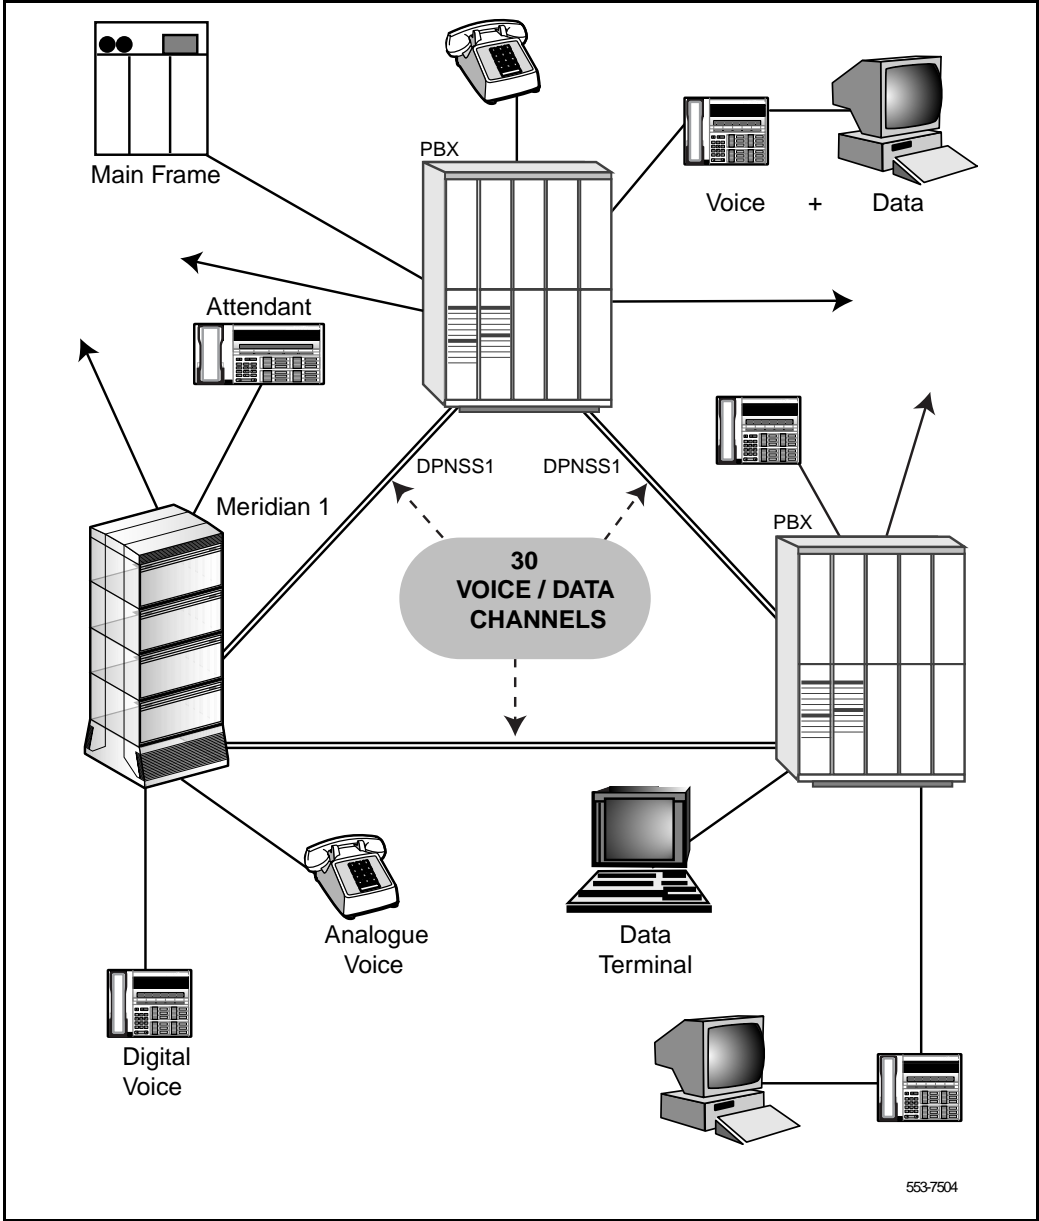 PBX
Main Frame
Voice + Data
Attendant
DPNSS1 DPNSS1
Meridian 1
PBX
30
VOICE / DATA
CHANNELS
Analogue
Voice
Data
Terminal
Digital
Voice
553-7504